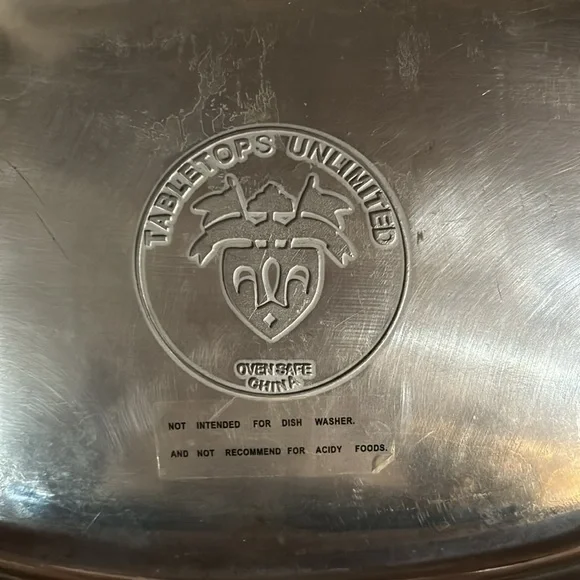 TABLETOPS UNLIMITED
OVEN SAFE
CHINA
NOT INTENDED FOR DISH WASHER.
AND NOT RECOMMEND FOR ACIDY FOODS.